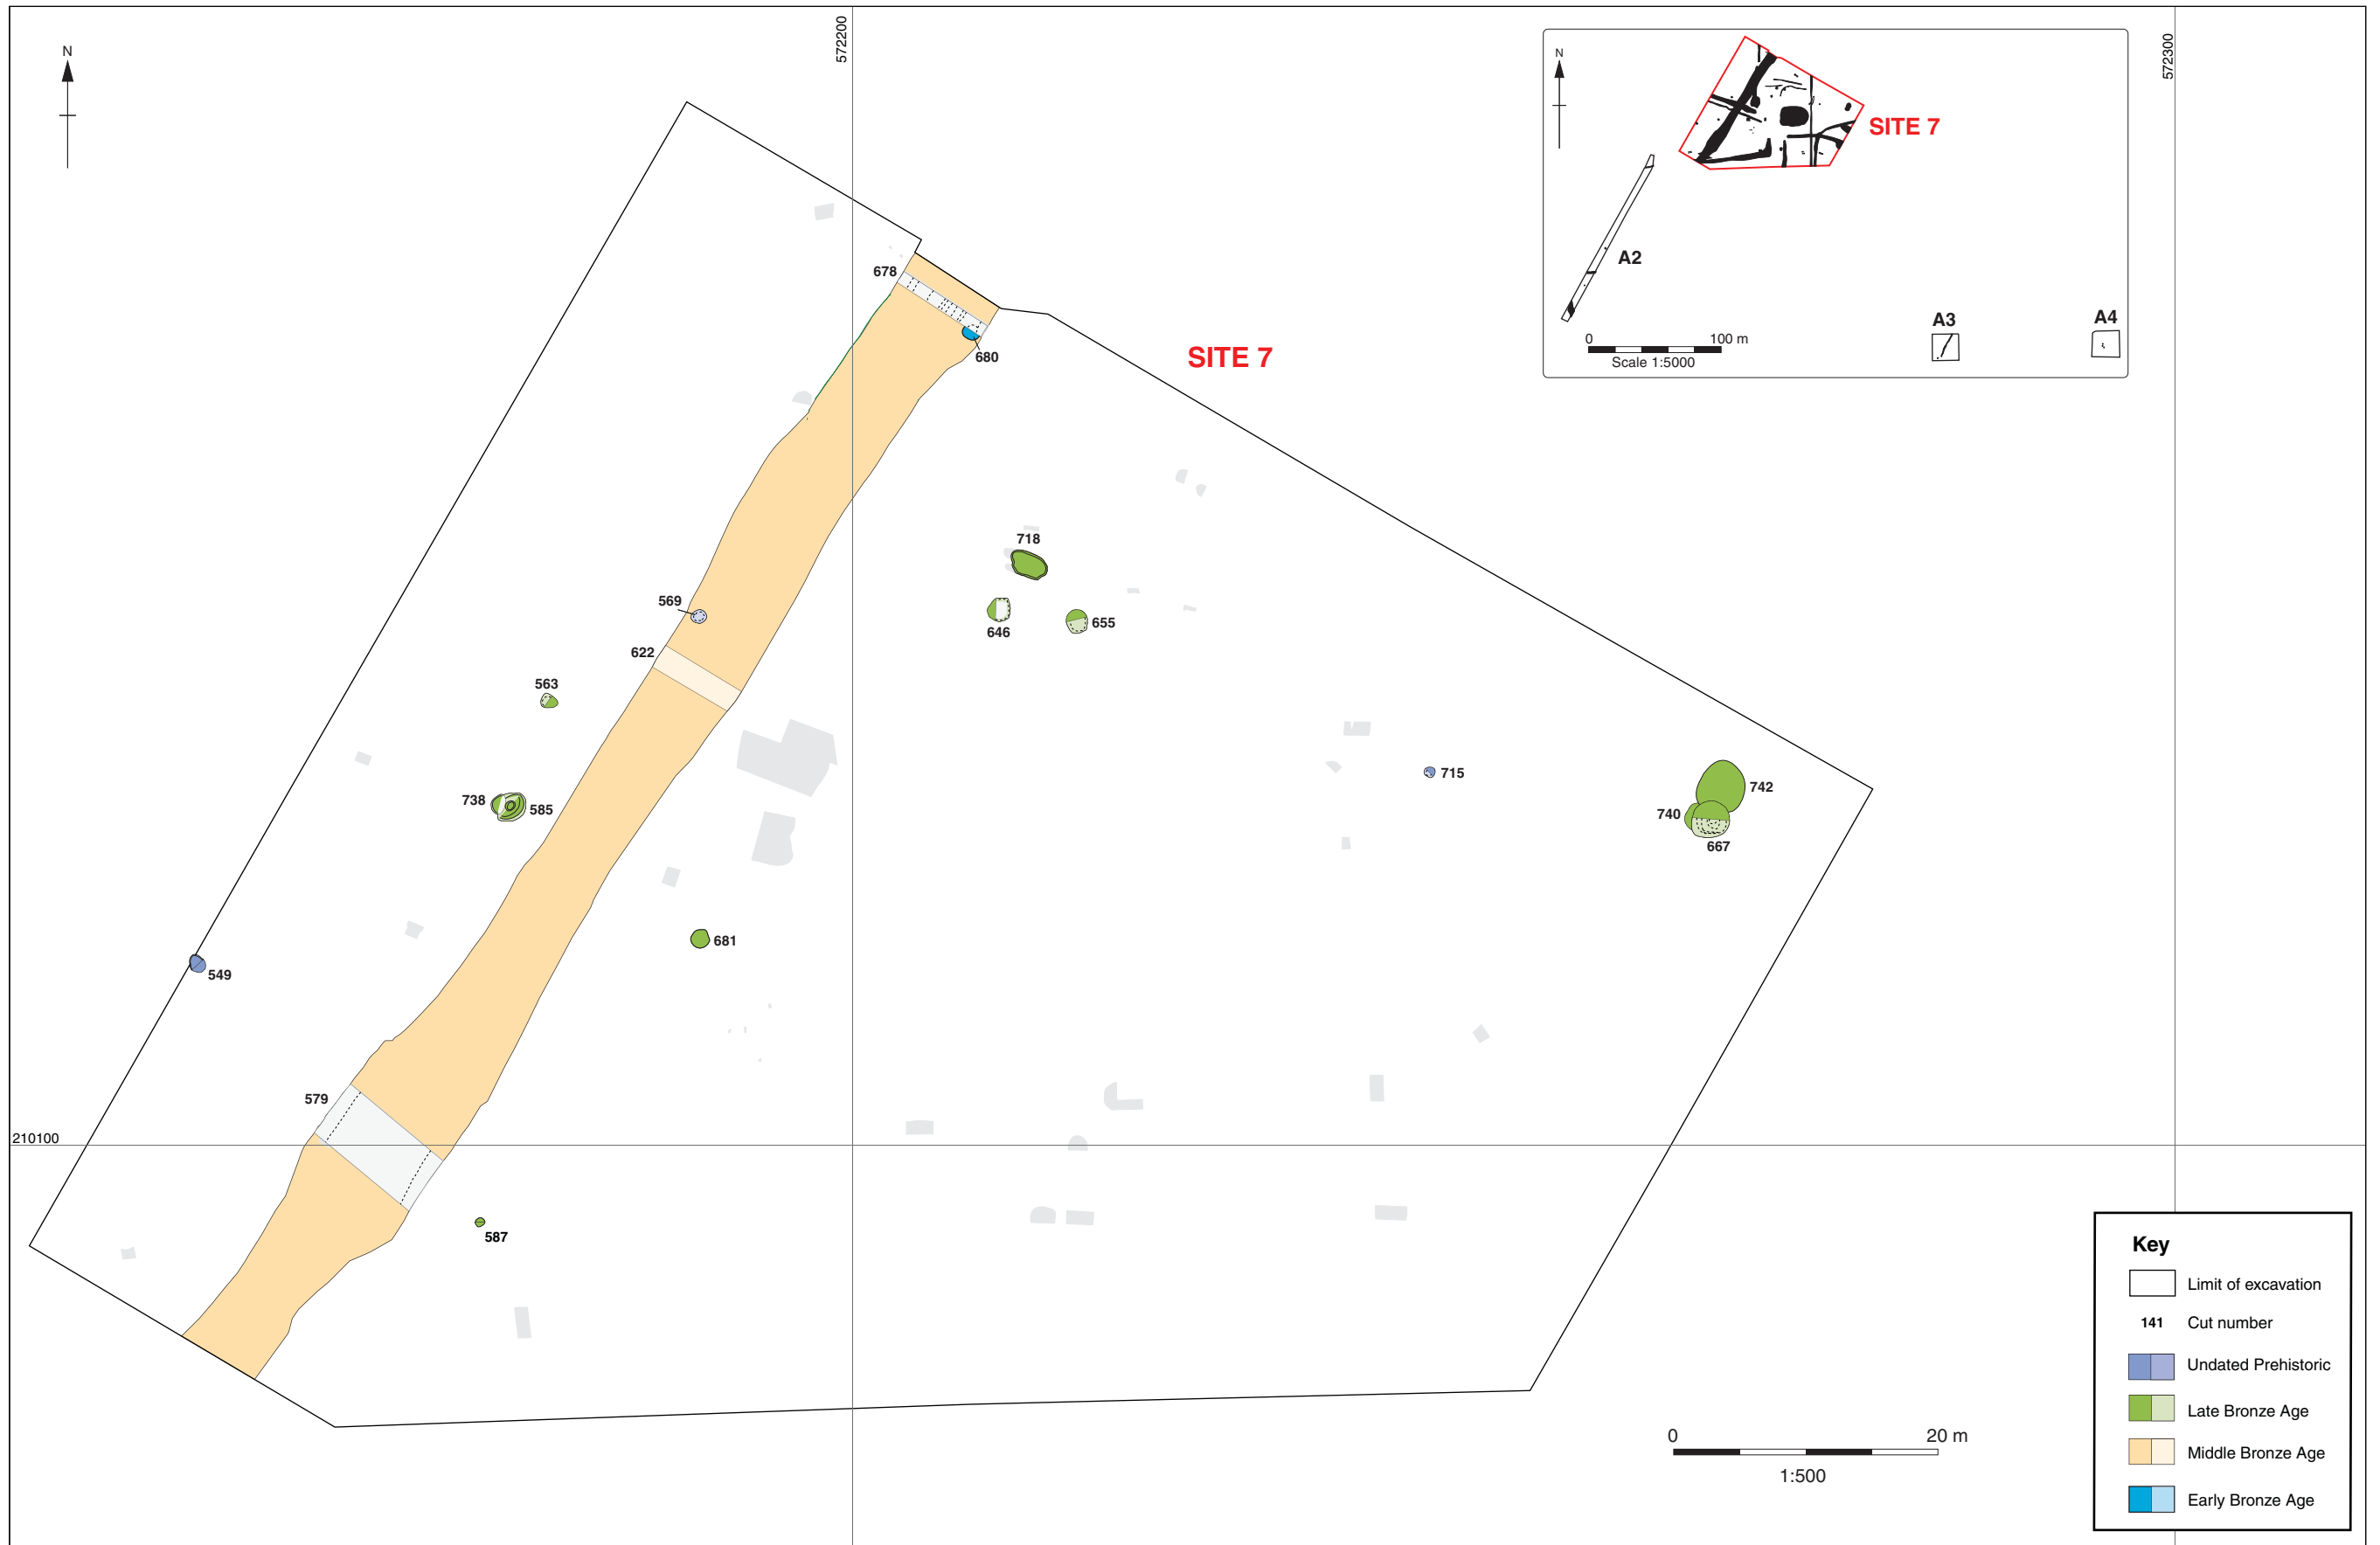 572200
572300
N
N
SITE 7
A2
A3
A4
0
100 m
Scale 1:5000
678
680
SITE 7
718
569
646
655
622
563
715
742
738
585
740
667
681
549
579
210100
587
0
20 m
1:500
Key
Limit of excavation
141 Cut number
Undated Prehistoric
Late Bronze Age
Middle Bronze Age
Early Bronze Age